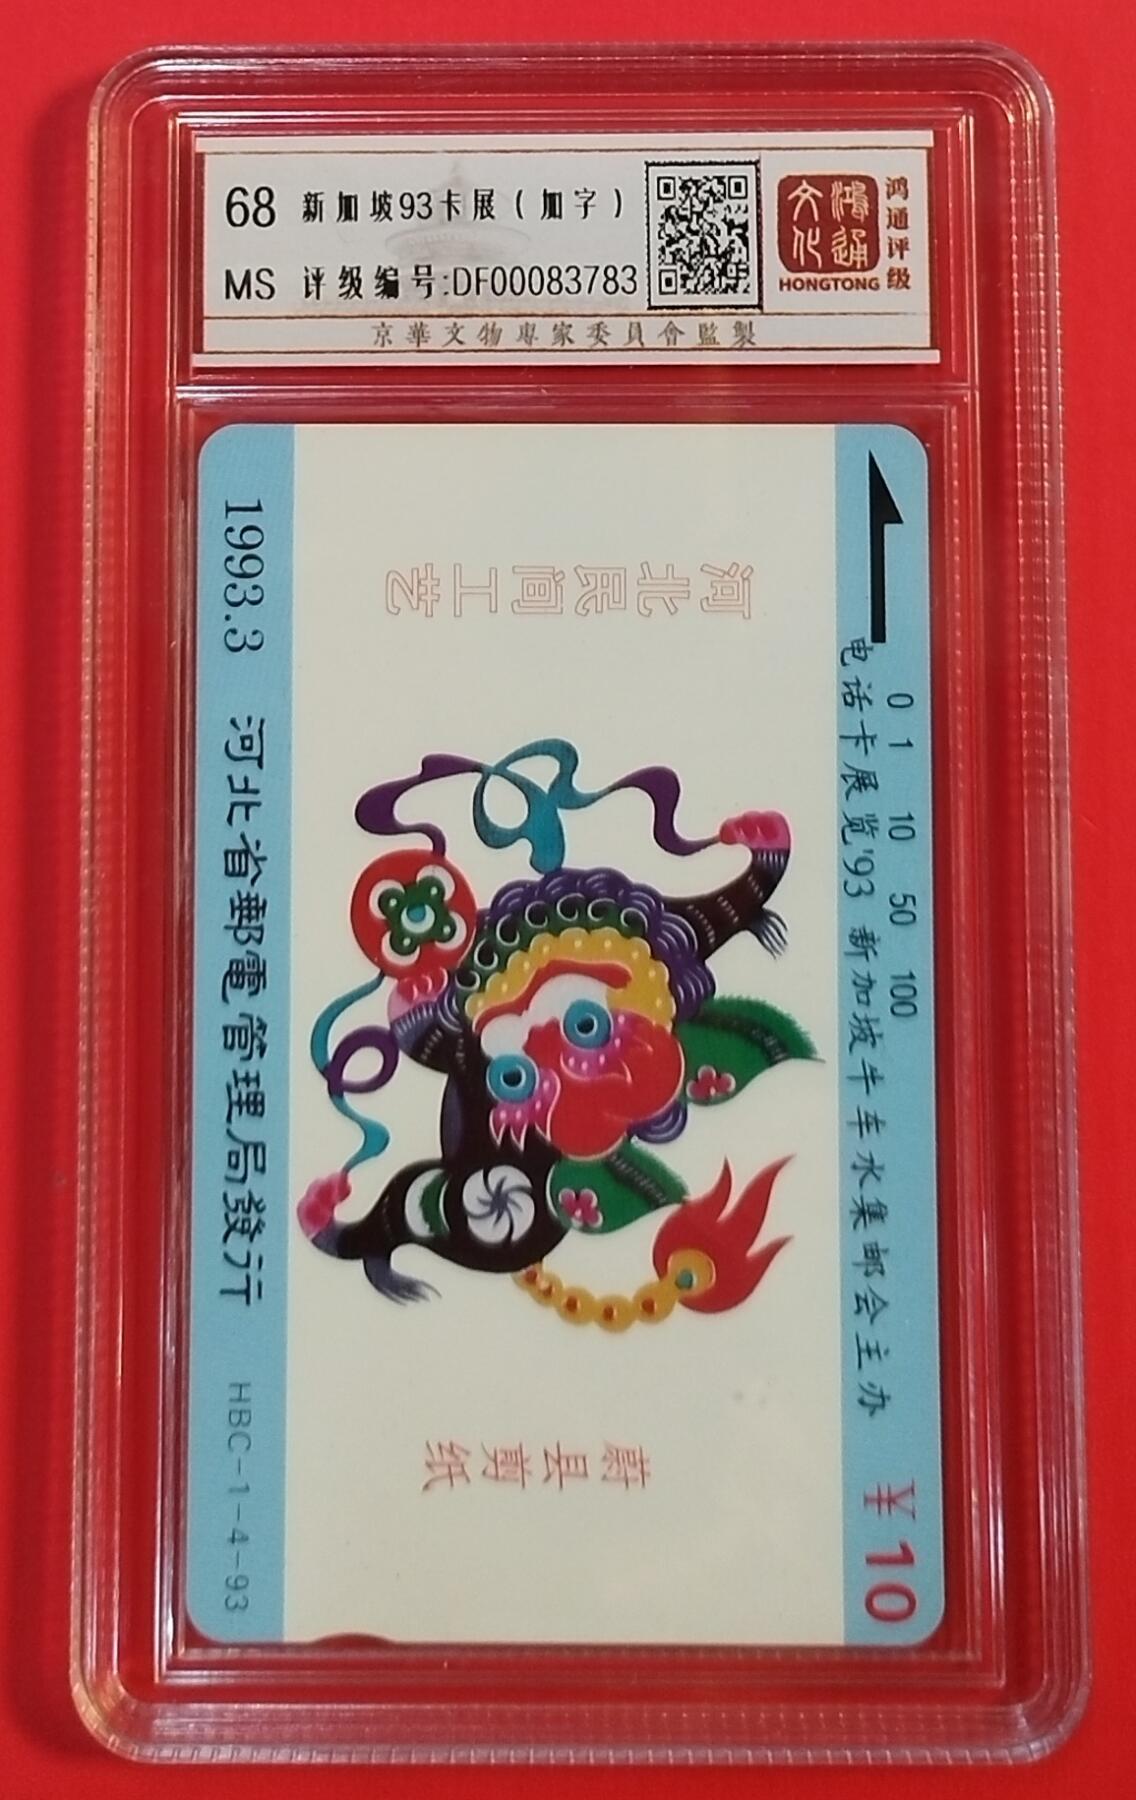 68 新加坡93卡展（加字）
MS 评级编号:DF00083783
鸿通文化
HONGTONG
鸿通评级
京華文物專家委員會監製
0 1 10 50 100
电话卡展览'93 新加坡牛车水集邮会主办
￥10
河北民间工艺
蔚县剪纸
1993.3 河北省郵電管理局發行 HBC-1-4-93